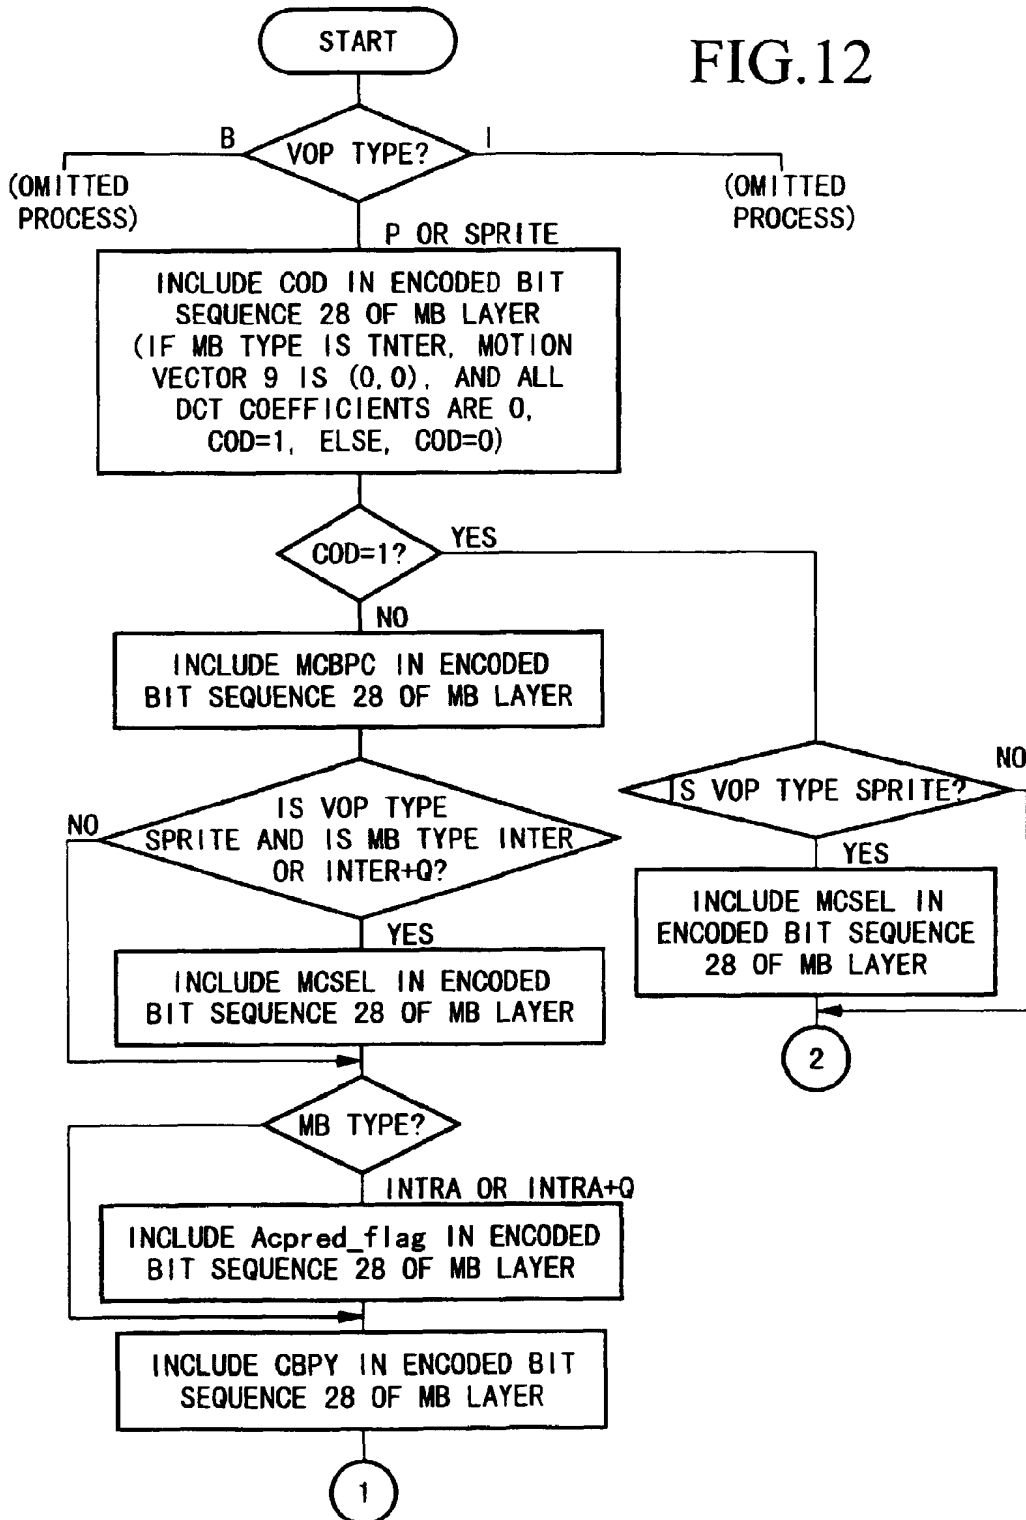 START
FIG.12
B
VOP TYPE?
I
(OMITTED
PROCESS)
(OMITTED
PROCESS)
P OR SPRITE
INCLUDE COD IN ENCODED BIT
SEQUENCE 28 OF MB LAYER
(IF MB TYPE IS TNTER, MOTION
VECTOR 9 IS (0,0), AND ALL
DCT COEFFICIENTS ARE 0,
COD=1, ELSE, COD=0)
COD=1?
YES
NO
INCLUDE MCBPC IN ENCODED
BIT SEQUENCE 28 OF MB LAYER
IS VOP TYPE
SPRITE AND IS MB TYPE INTER
OR INTER+Q?
NO
YES
INCLUDE MCSEL IN ENCODED
BIT SEQUENCE 28 OF MB LAYER
IS VOP TYPE SPRITE?
NO
YES
INCLUDE MCSEL IN
ENCODED BIT SEQUENCE
28 OF MB LAYER
2
MB TYPE?
INTRA OR INTRA+Q
INCLUDE Acpred_flag IN ENCODED
BIT SEQUENCE 28 OF MB LAYER
INCLUDE CBPY IN ENCODED BIT
SEQUENCE 28 OF MB LAYER
1